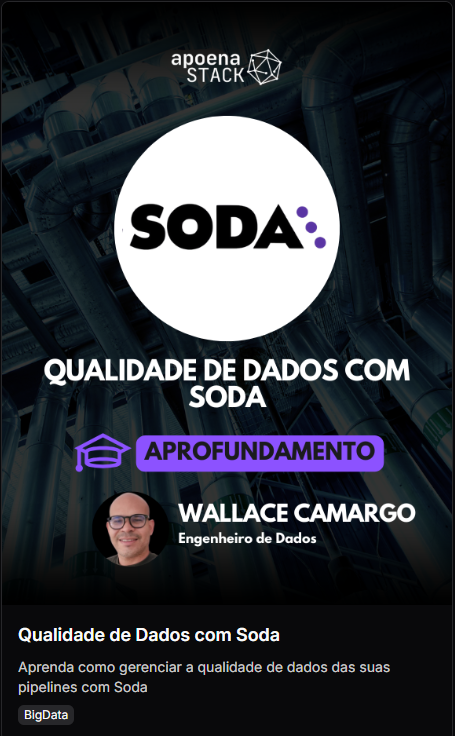 apoena
STACK
SODA
QUALIDADE DE DADOS COM
SODA
APROFUNDAMENTO
WALLACE CAMARGO
Engenheiro de Dados
Qualidade de Dados com Soda
Aprenda como gerenciar a qualidade de dados das suas
pipelines com Soda
BigData